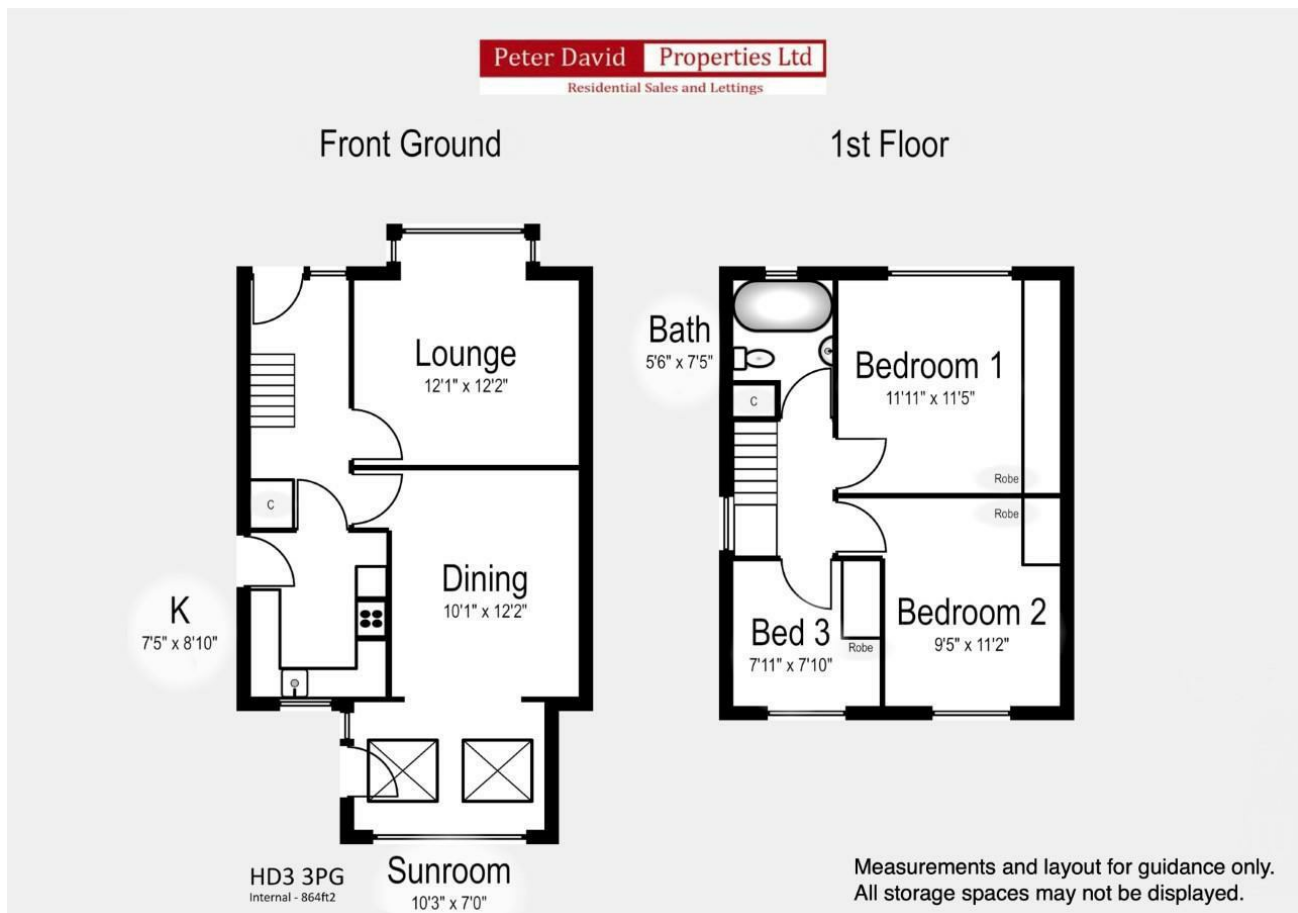 Peter David Properties Ltd
Residential Sales and Lettings
Front Ground
1st Floor
Lounge
12'1" x 12'2"
C
Dining
10'1" x 12'2"
K
7'5" x 8'10"
Sunroom
10'3" x 7'0"
HD3 3PG
Internal - 864ft2
Bath
5'6" x 7'5"
C
Bedroom 1
11'11" x 11'5"
Robe
Robe
Bedroom 2
9'5" x 11'2"
Bed 3
7'11" x 7'10"
Robe
Measurements and layout for guidance only.
All storage spaces may not be displayed.